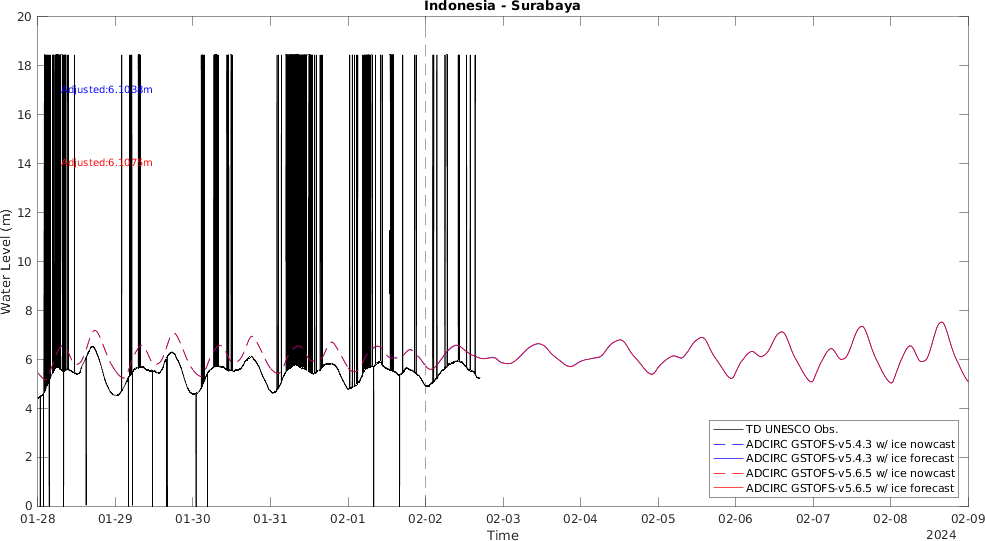 Indonesia - Surabaya
20
18
16
14
12
10
8
6
4
2
0
Water Level (m)
Adjusted:6.1038m
Adjusted:6.1075m
TD UNESCO Obs.
ADCIRC GSTOFS-v5.4.3 w/ ice nowcast
ADCIRC GSTOFS-v5.4.3 w/ ice forecast
ADCIRC GSTOFS-v5.6.5 w/ ice nowcast
ADCIRC GSTOFS-v5.6.5 w/ ice forecast
01-28 01-29 01-30 01-31 02-01 02-02 02-03 02-04 02-05 02-06 02-07 02-08 02-09
Time
2024